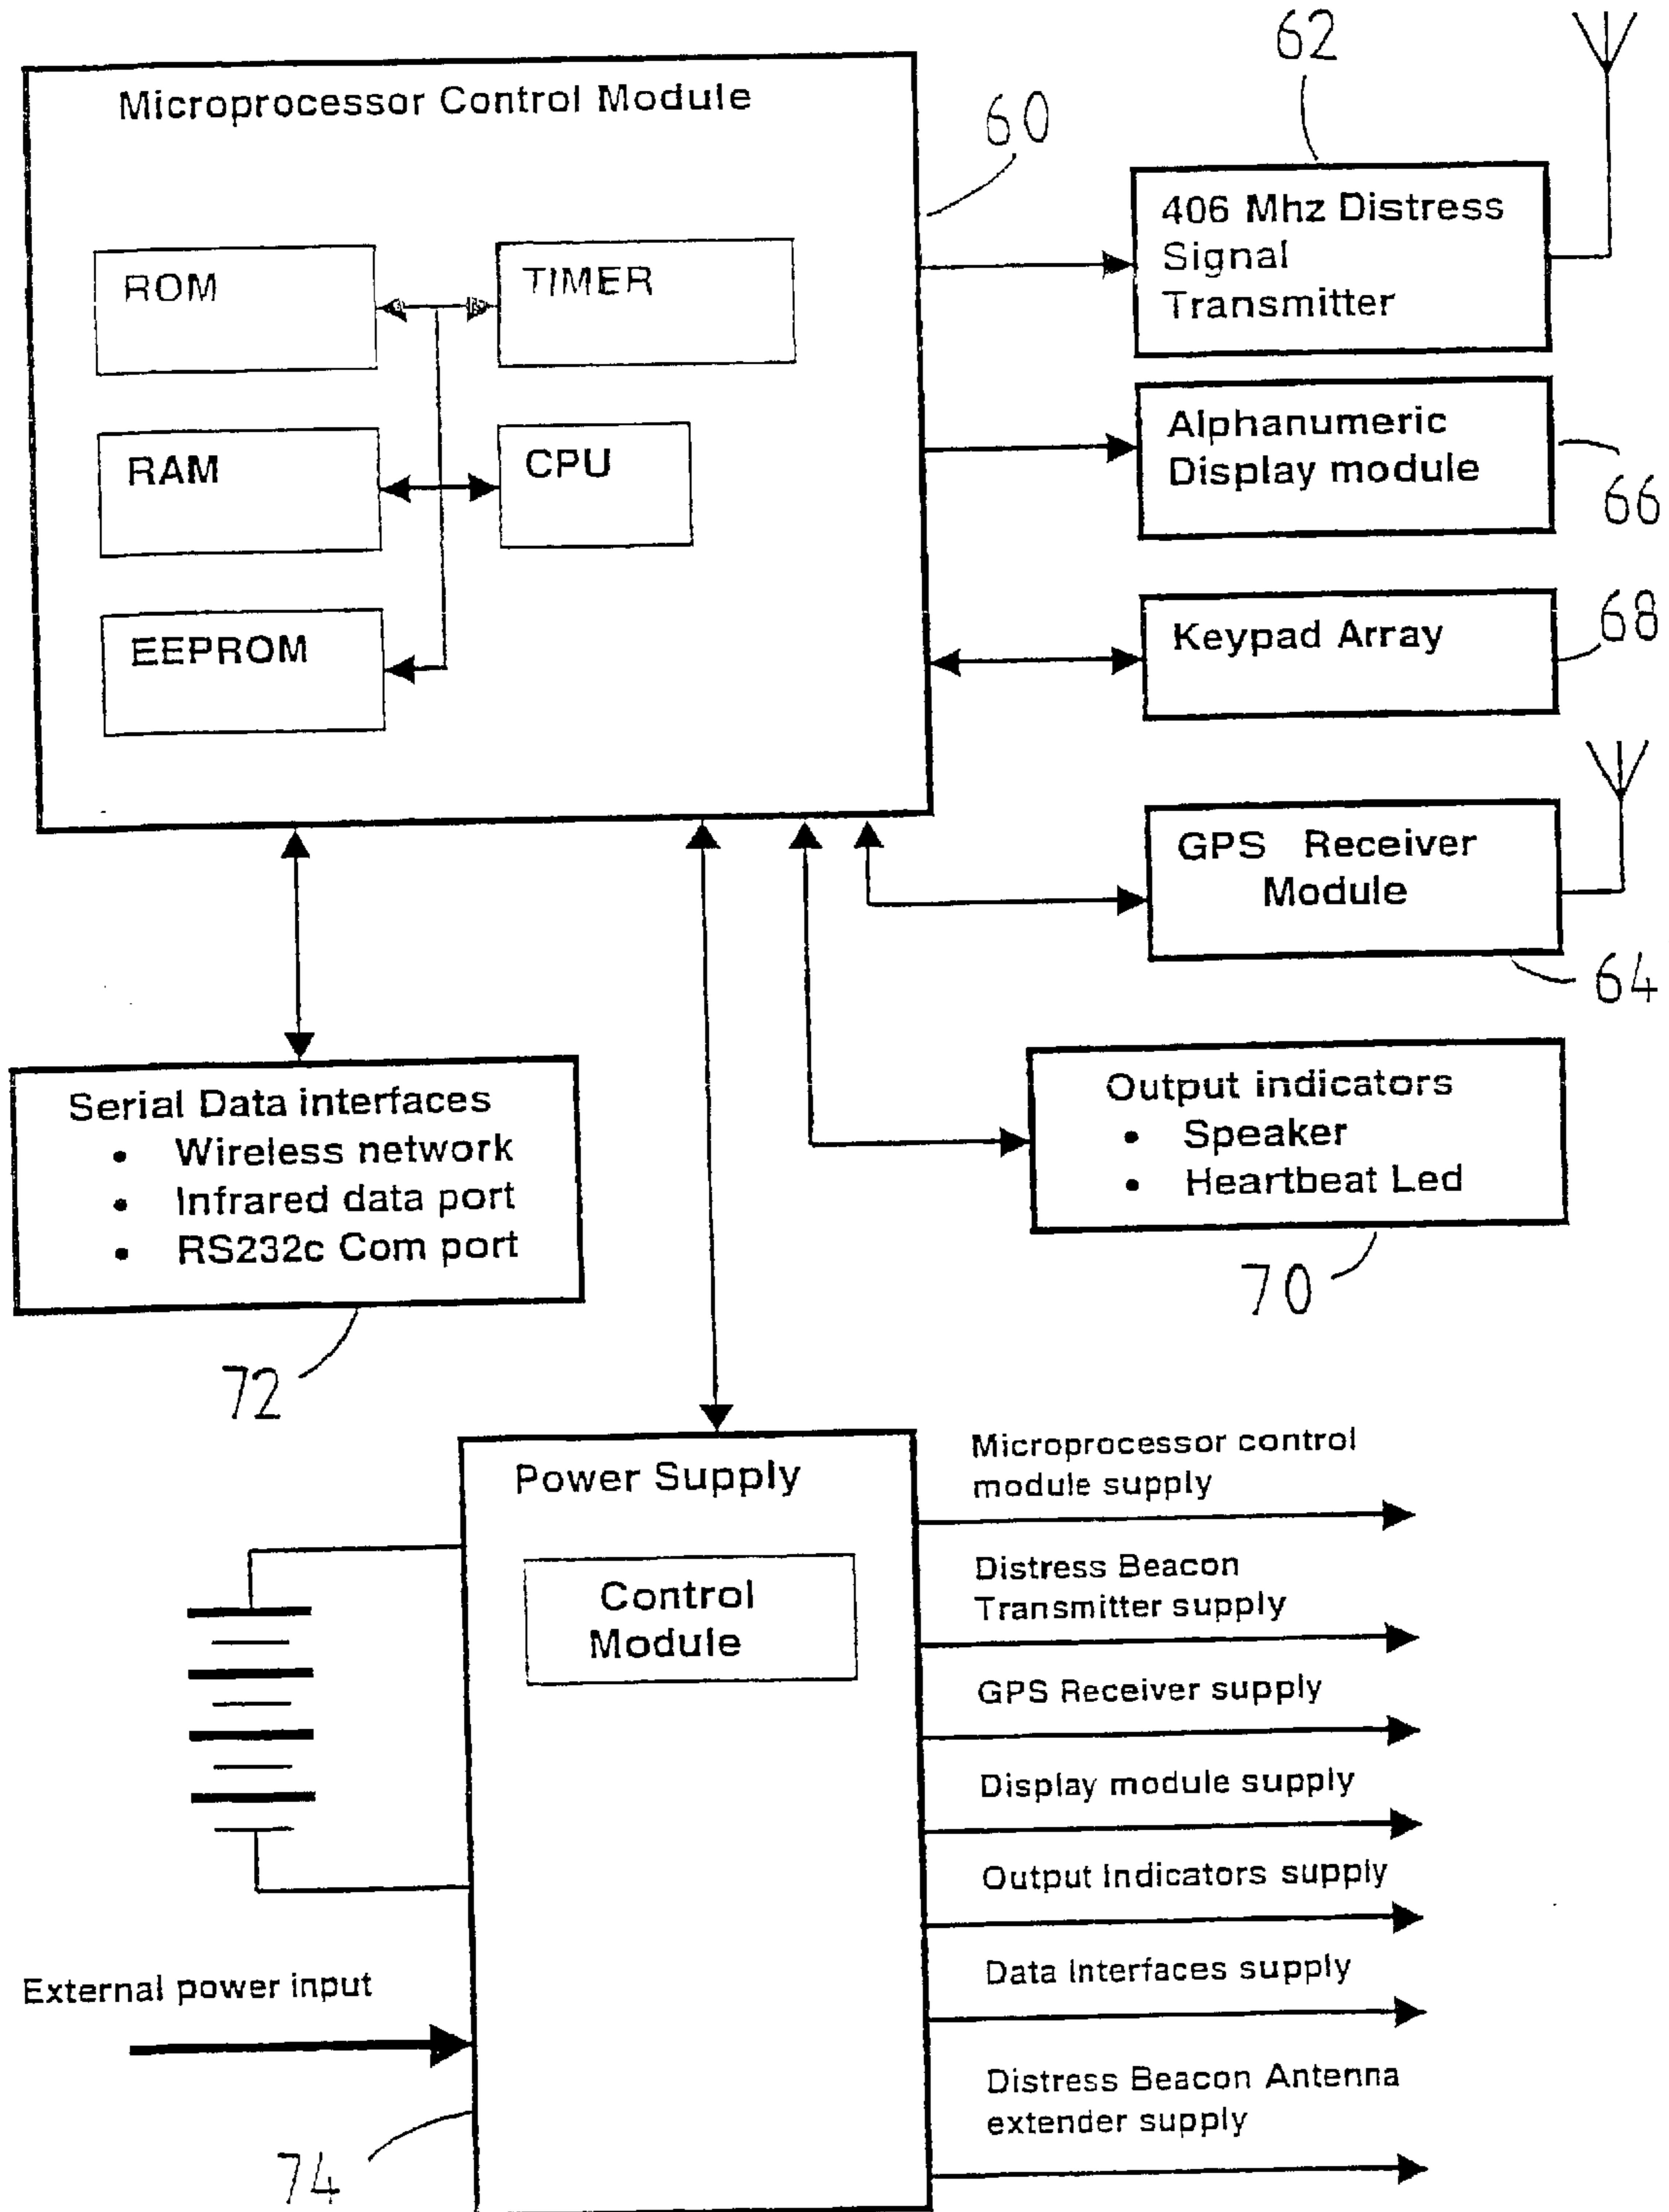 62
Microprocessor Control Module
60
406 Mhz Distress
Signal
Transmitter
ROM
TIMER
Alphanumeric
Display module
66
RAM
CPU
Keypad Array
68
EEPROM
GPS Receiver
Module
64
Serial Data interfaces
• Wireless network
• Infrared data port
• RS232c Com port
72
Output indicators
• Speaker
• Heartbeat Led
70
Power Supply
Control
Module
Microprocessor control
module supply
Distress Beacon
Transmitter supply
GPS Receiver supply
Display module supply
Output Indicators supply
Data Interfaces supply
Distress Beacon Antenna
extender supply
External power input
74